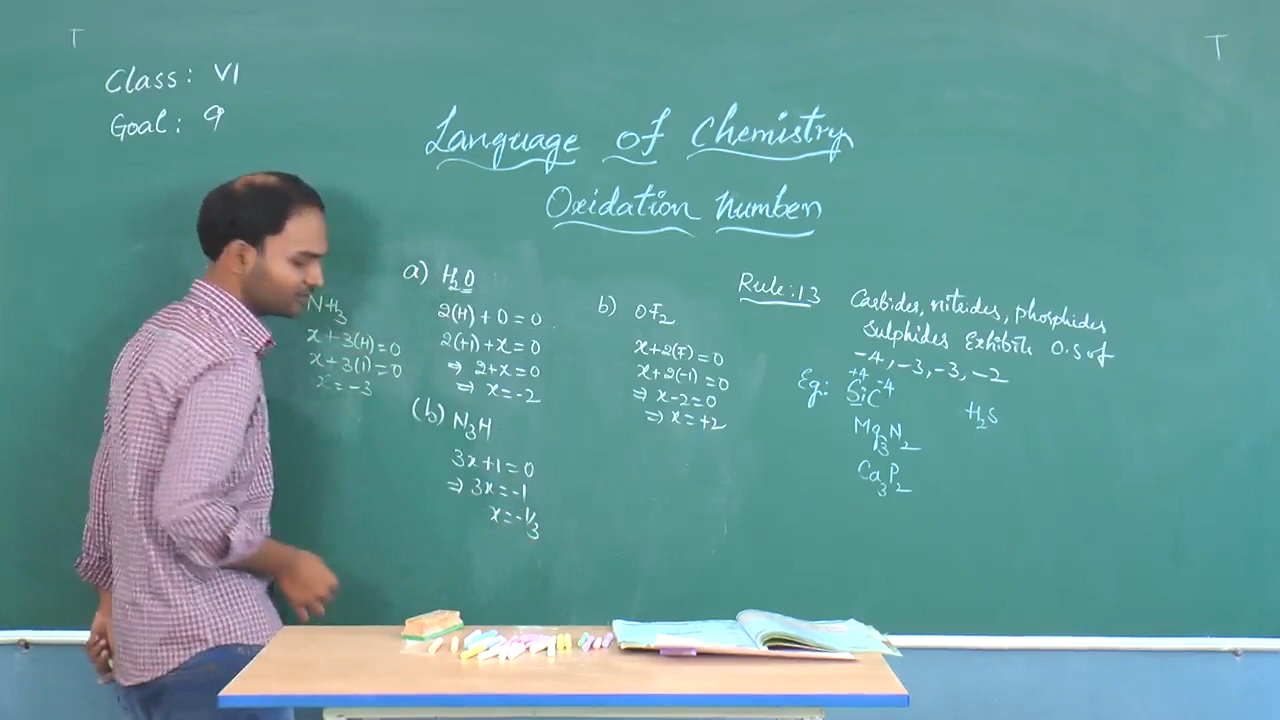 T
T
Class: VI
Goal: 9
Language of Chemistry
Oxidation Number
NH3
x+3(H)=0
x+3(1)=0
x=-3
a) H2O
2(H)+O=0
2(+1)+x=0
⇒ 2+x=0
⇒ x=-2
(b) N3H
3x+1=0
⇒ 3x=-1
x=-1/3
b) OF2
x+2(F)=0
x+2(-1)=0
⇒ x-2=0
⇒ x=+2
Rule:13
Carbides, nitrides, phosphides
Sulphides Exhibits O.S of
-4, -3, -3, -2
+4 -4
Eg: SiC
H2S
Mg3N2
Ca3P2